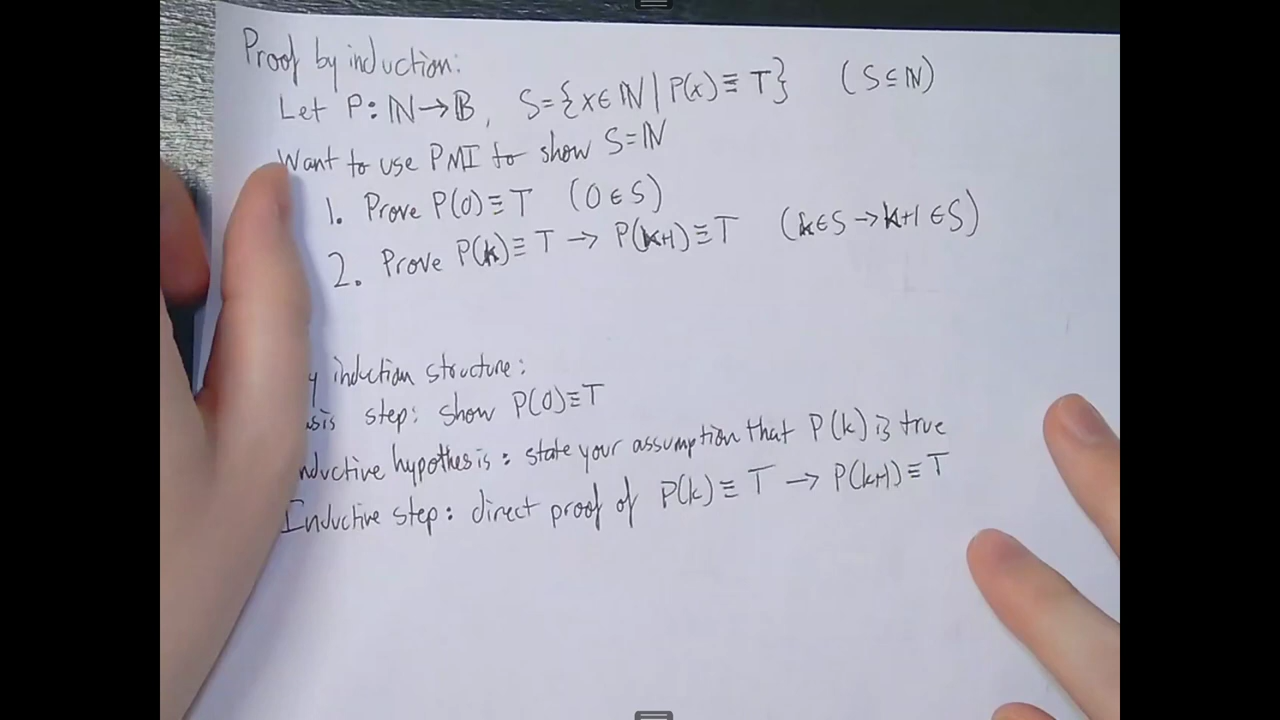 Proof by induction:
Let P: ℕ→𝔹, S={x∈ℕ | P(x)≡T} (S⊆ℕ)
Want to use PMI to show S=ℕ
1. Prove P(0)≡T (0∈S)
2. Prove P(k)≡T → P(k+1)≡T (k∈S→k+1∈S)
induction structure:
step: show P(0)≡T
hypothesis: state your assumption that P(k) is true
Inductive step: direct proof of P(k)≡T → P(k+1)≡T